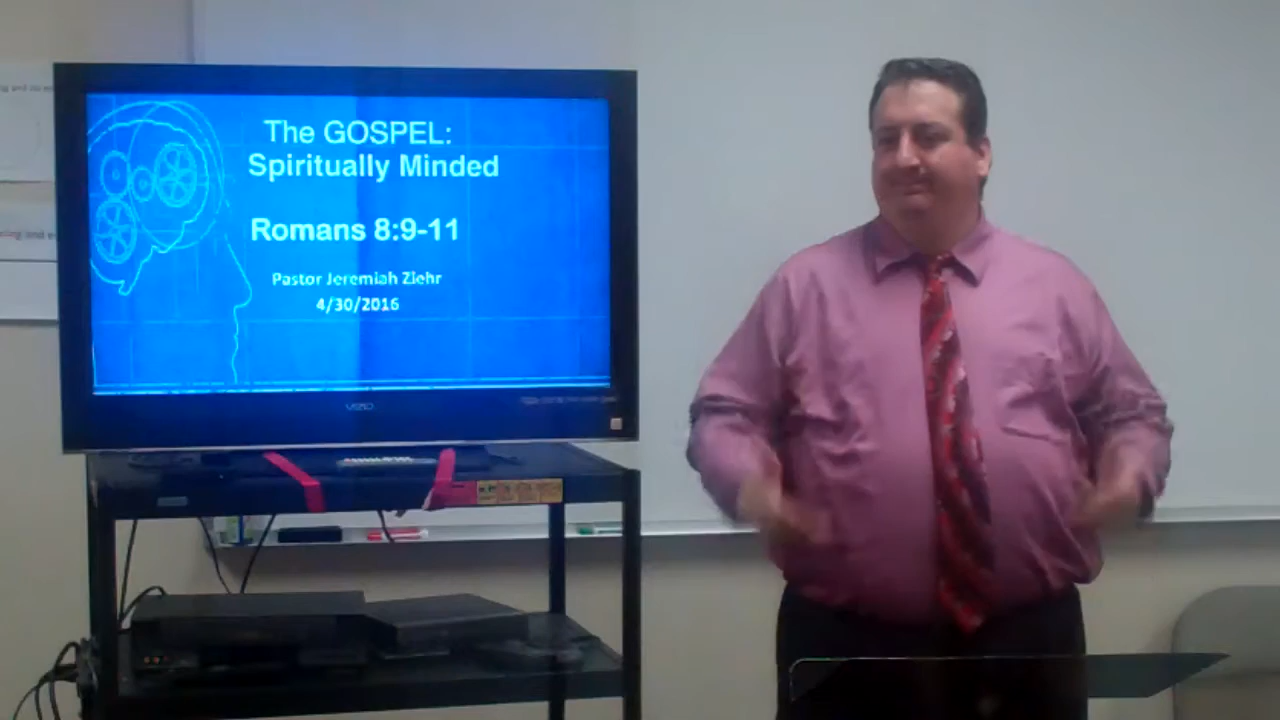 The GOSPEL:
Spiritually Minded
Romans 8:9-11
Pastor Jeremiah Ziehr
4/30/2016
VIZIO